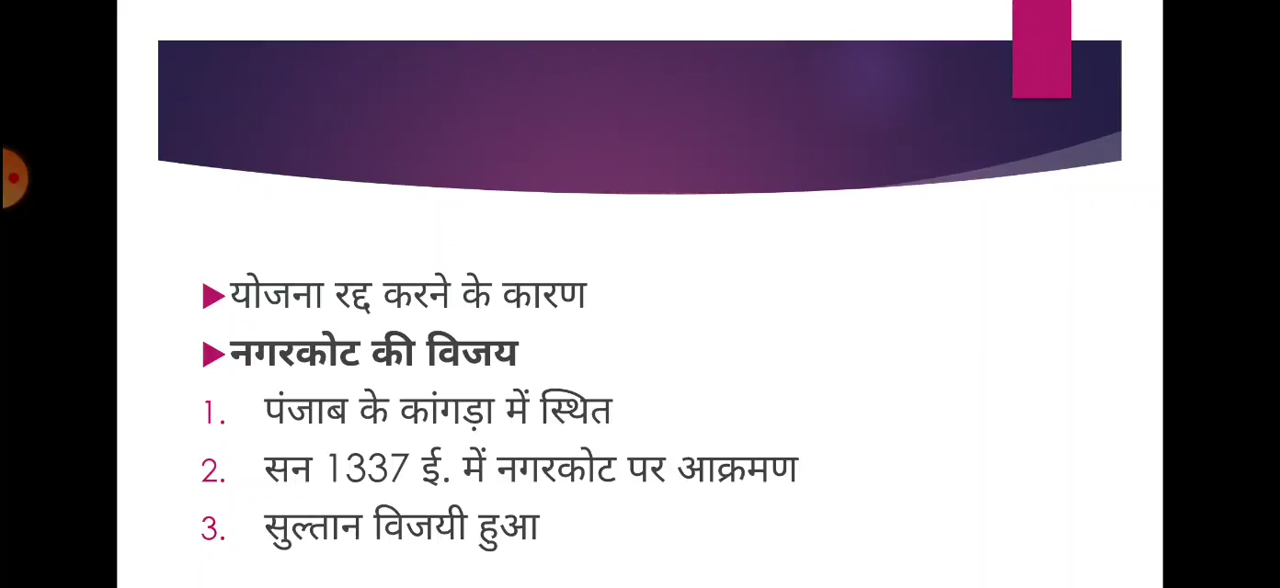 योजना रद्द करने के कारण
नगरकोट की विजय
1. पंजाब के कांगड़ा में स्थित
2. सन 1337 ई. में नगरकोट पर आक्रमण
3. सुल्तान विजयी हुआ